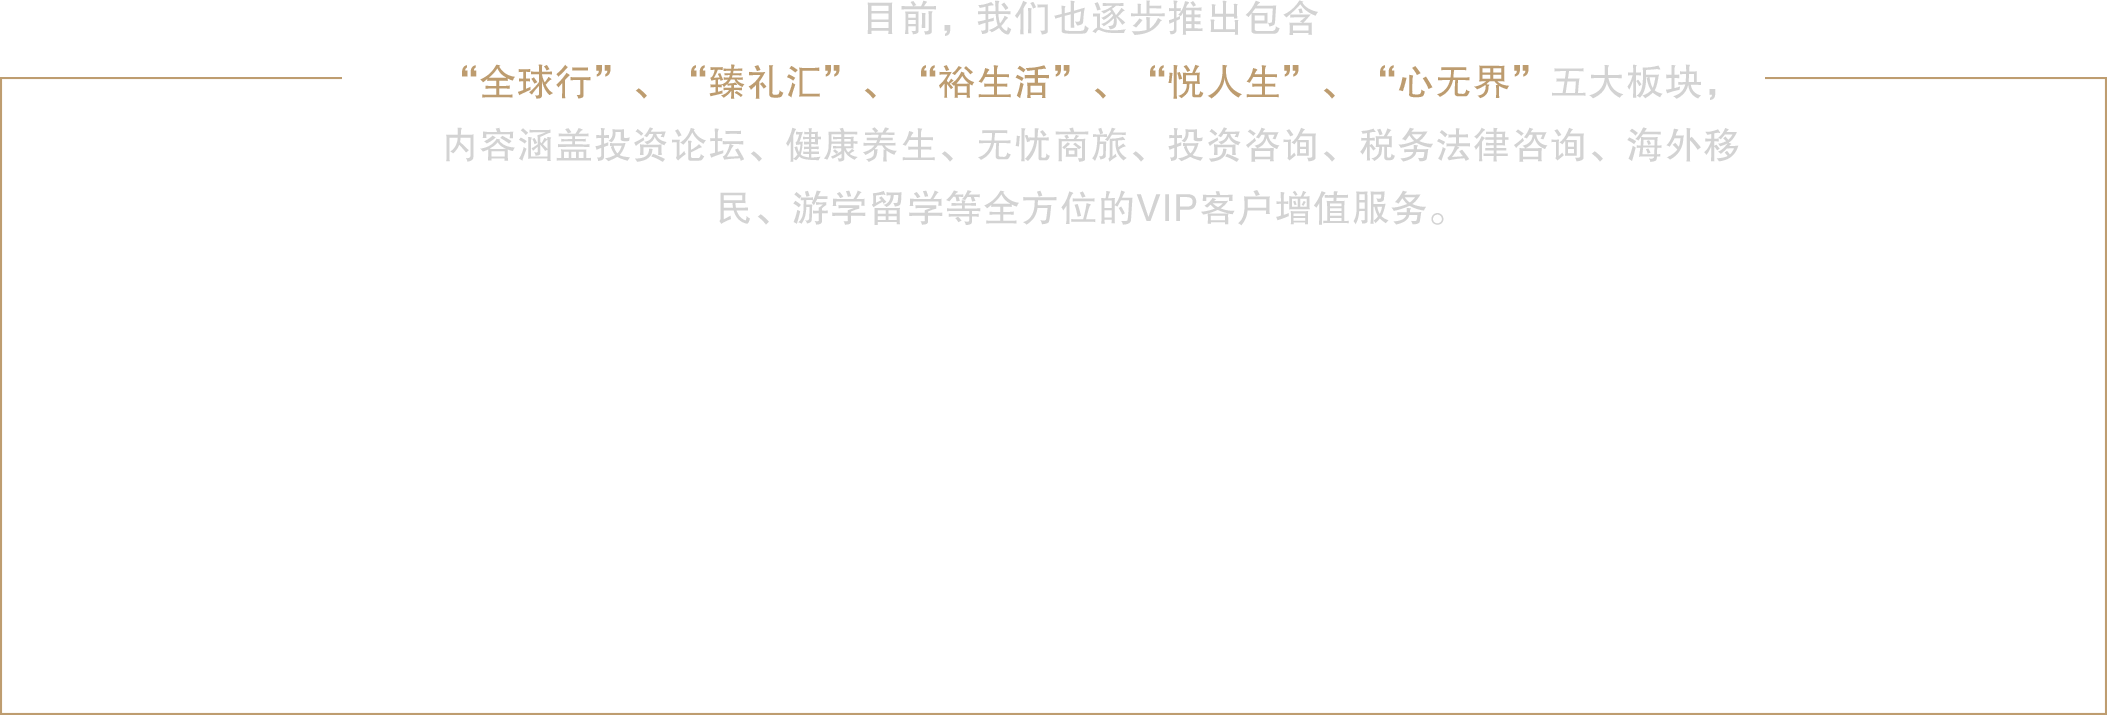 目前，我们也逐步推出包含
“全球行”、“臻礼汇”、“裕生活”、“悦人生”、“心无界”五大板块，
内容涵盖投资论坛、健康养生、无忧商旅、投资咨询、税务法律咨询、海外移
民、游学留学等全方位的VIP客户增值服务。